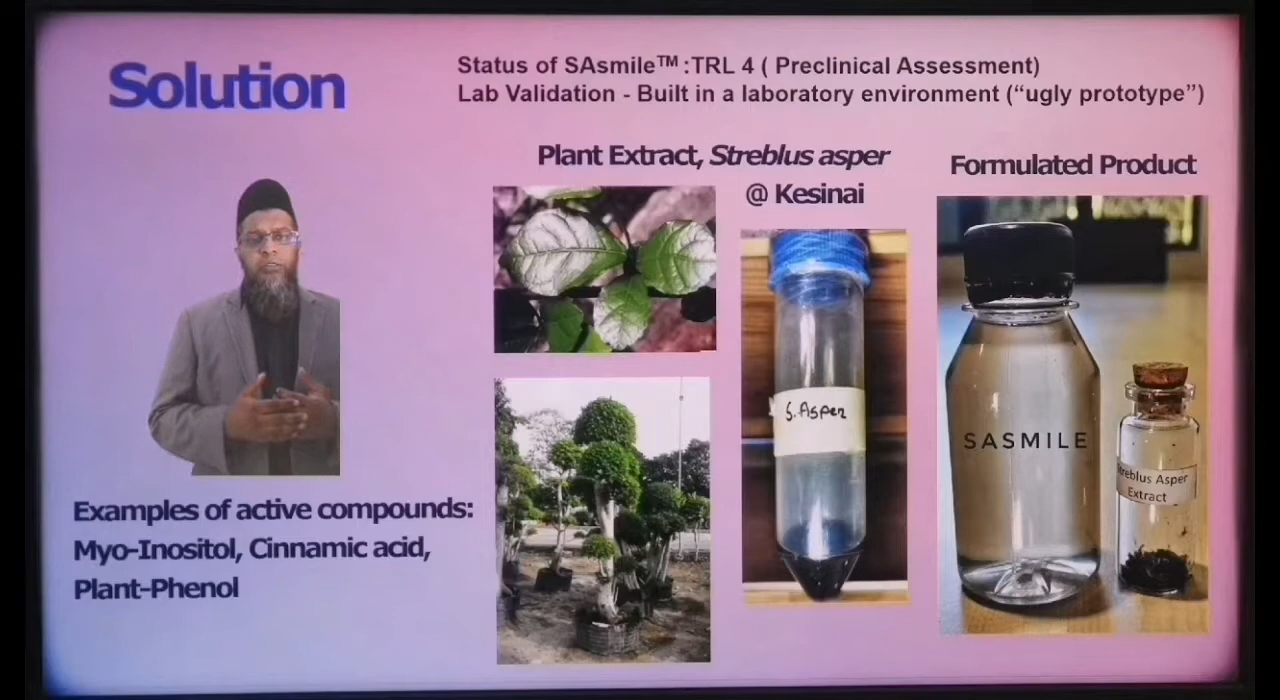 Solution
Status of SAsmile™ :TRL 4 ( Preclinical Assessment)
Lab Validation - Built in a laboratory environment (“ugly prototype”)
Plant Extract, Streblus asper
@ Kesinai
Formulated Product
S. Asper
SASMILE
Streblus Asper
Extract
Examples of active compounds:
Myo-Inositol, Cinnamic acid,
Plant-Phenol